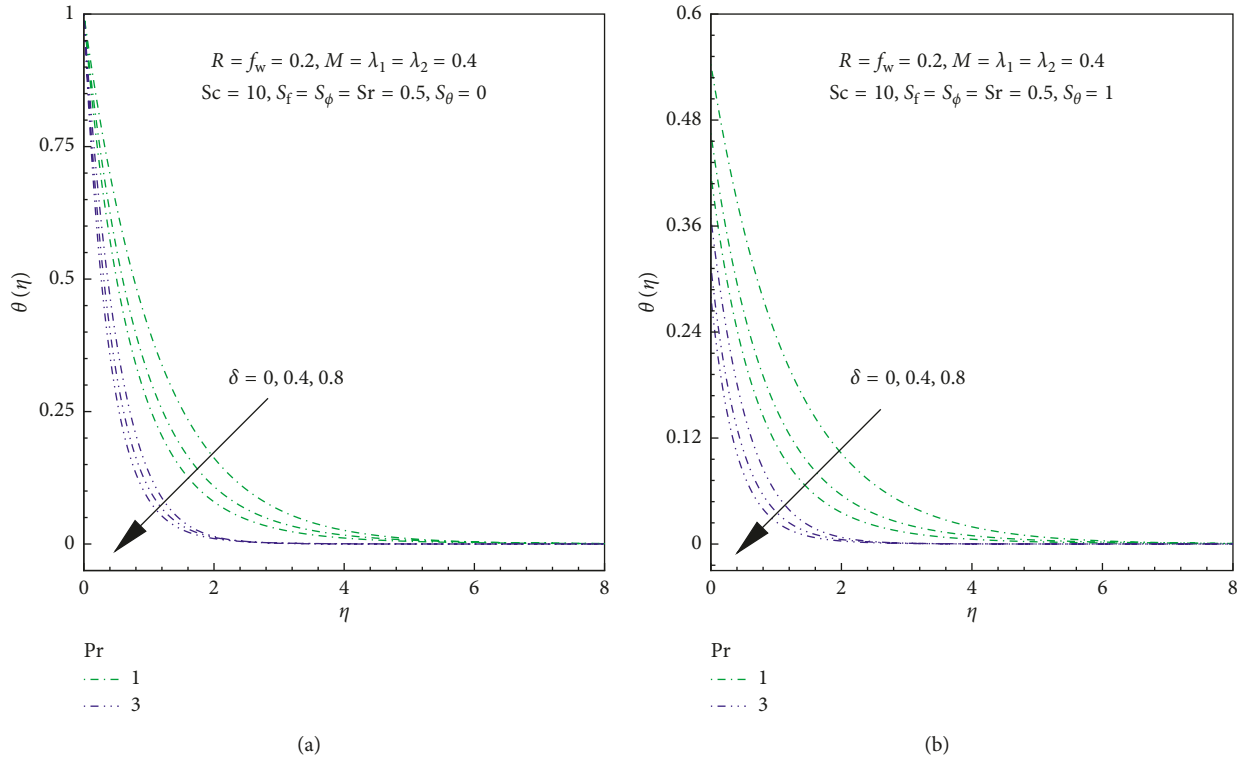 1
0.75
0.5
0.25
0
θ (η)
R = f_w = 0.2, M = λ_1 = λ_2 = 0.4
Sc = 10, S_f = S_ϕ = Sr = 0.5, S_θ = 0
δ = 0, 0.4, 0.8
0 2 4 6 8
η
Pr
1
3
(a)
0.6
0.48
0.36
0.24
0.12
0
θ (η)
R = f_w = 0.2, M = λ_1 = λ_2 = 0.4
Sc = 10, S_f = S_ϕ = Sr = 0.5, S_θ = 1
δ = 0, 0.4, 0.8
0 2 4 6 8
η
Pr
1
3
(b)